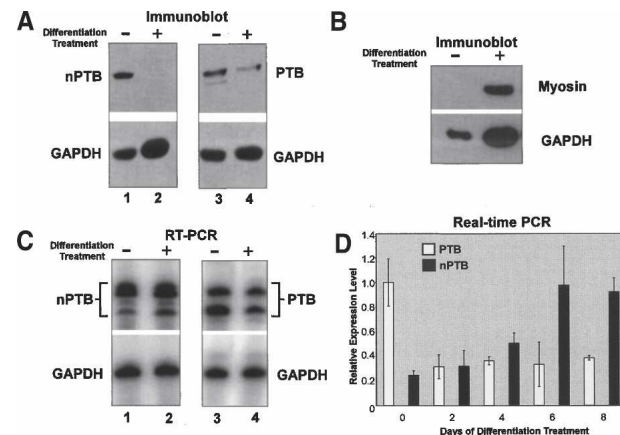 A
Immunoblot
Differentiation
Treatment
− +
− +
nPTB
PTB
GAPDH
GAPDH
1 2
3 4
B
Immunoblot
Differentiation
Treatment
− +
Myosin
GAPDH
C
RT-PCR
Differentiation
Treatment
− +
− +
nPTB
PTB
GAPDH
GAPDH
1 2
3 4
D
Real-time PCR
PTB
nPTB
Relative Expression Level
1.4
1.2
1.0
0.8
0.6
0.4
0.2
0
0 2 4 6 8
Days of Differentiation Treatment